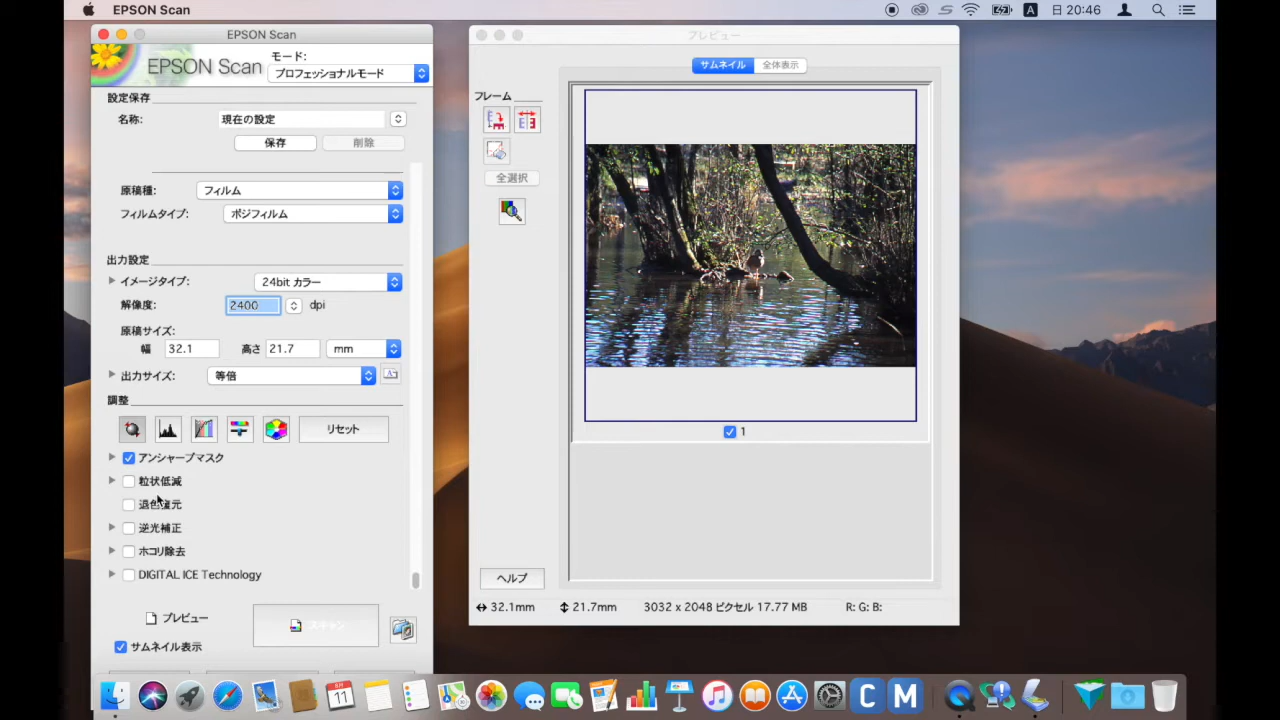 EPSON Scan
A
日 20:46
EPSON Scan
EPSON Scan
モード:
プロフェッショナルモード
設定保存
名称:
現在の設定
保存
削除
原稿種:
フィルム
フィルムタイプ:
ポジフィルム
出力設定
イメージタイプ:
24bit カラー
解像度:
2400
dpi
原稿サイズ:
幅
32.1
高さ
21.7
mm
出力サイズ:
等倍
調整
リセット
アンシャープマスク
粒状低減
退色復元
逆光補正
ホコリ除去
DIGITAL ICE Technology
プレビュー
スキャン
サムネイル表示
プレビュー
サムネイル
全体表示
フレーム
全選択
1
ヘルプ
32.1mm
21.7mm
3032 x 2048 ピクセル 17.77 MB
R: G: B:
11
C
M